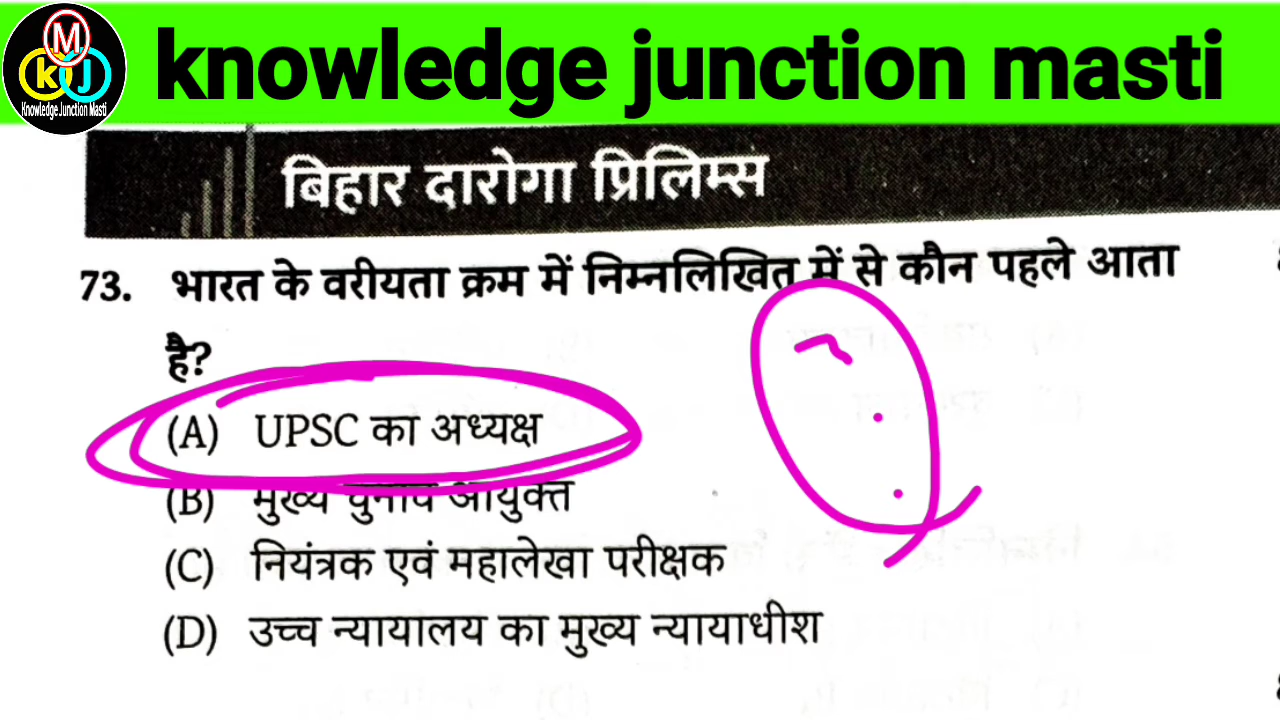 M
KJ
Knowledge Junction Masti
knowledge junction masti
बिहार दारोगा प्रिलिम्स
73. भारत के वरीयता क्रम में निम्नलिखित में से कौन पहले आता
है?
(A) UPSC का अध्यक्ष
(B) मुख्य चुनाव आयुक्त
(C) नियंत्रक एवं महालेखा परीक्षक
(D) उच्च न्यायालय का मुख्य न्यायाधीश